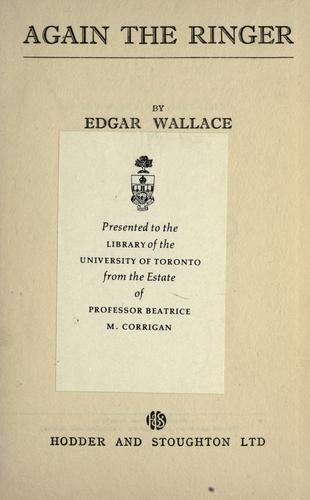 AGAIN THE RINGER
BY
EDGAR WALLACE
Presented to the
LIBRARY of the
UNIVERSITY OF TORONTO
from the Estate
of
PROFESSOR BEATRICE
M. CORRIGAN
HODDER AND STOUGHTON LTD